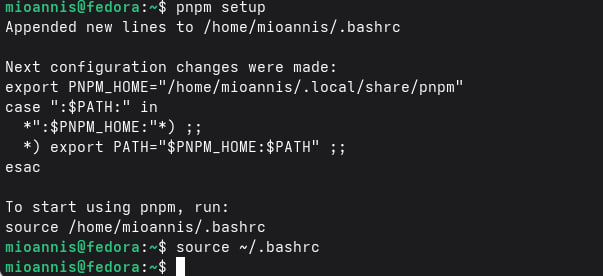 mioannis@fedora:~$ pnpm setup
Appended new lines to /home/mioannis/.bashrc

Next configuration changes were made:
export PNPM_HOME="/home/mioannis/.local/share/pnpm"
case ":$PATH:" in
  *":$PNPM_HOME:"*) ;;
  *) export PATH="$PNPM_HOME:$PATH" ;;
esac

To start using pnpm, run:
source /home/mioannis/.bashrc
mioannis@fedora:~$ source ~/.bashrc
mioannis@fedora:~$